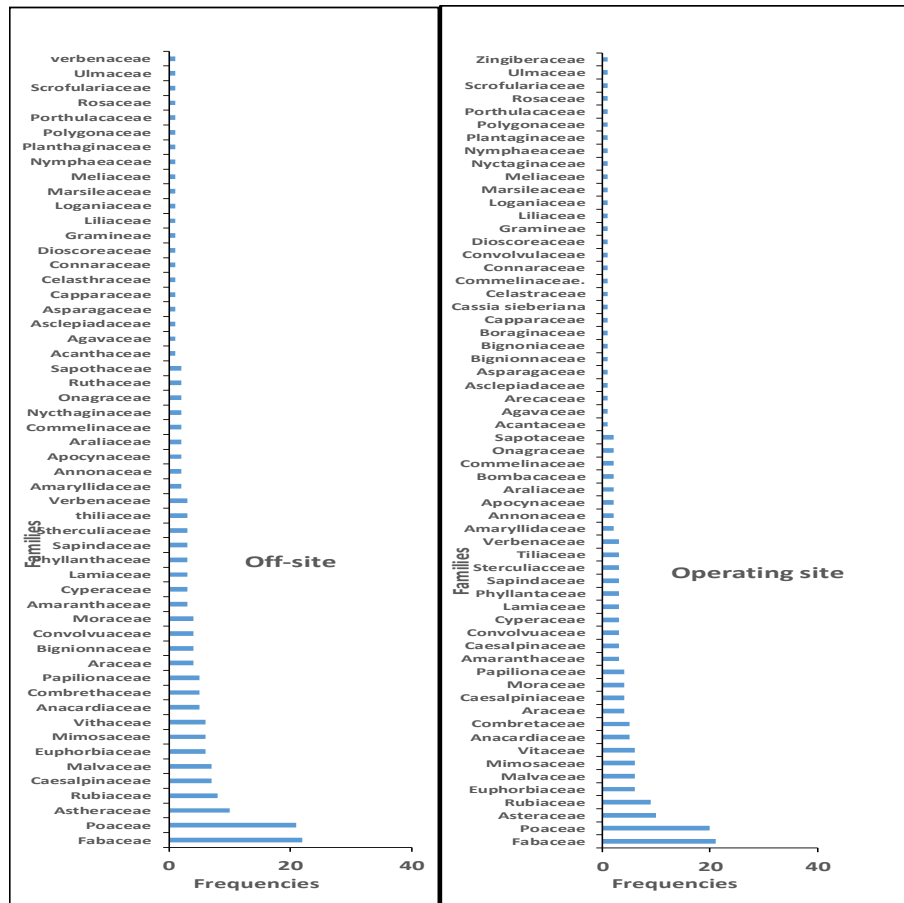 verbenaceae
Ulmaceae
Scrofulariaceae
Rosaceae
Porthulacaceae
Polygonaceae
Planthaginaceae
Nymphaeaceae
Meliaceae
Marsileaceae
Loganiaceae
Liliaceae
Gramineae
Dioscoreaceae
Connaraceae
Celasthraceae
Capparaceae
Asparagaceae
Asclepiadaceae
Agavaceae
Acanthaceae
Sapothaceae
Ruthaceae
Onagraceae
Nycthaginaceae
Commelinaceae
Araliaceae
Apocynaceae
Annonaceae
Amaryllidaceae
Verbenaceae
thiliaceae
Stherculiaceae
Sapindaceae
Phyllanthaceae
Lamiaceae
Cyperaceae
Amaranthaceae
Moraceae
Convolvuaceae
Bignionnaceae
Araceae
Papilionaceae
Combrethaceae
Anacardiaceae
Vithaceae
Mimosaceae
Euphorbiaceae
Malvaceae
Caesalpinaceae
Rubiaceae
Astheraceae
Poaceae
Fabaceae
Families
Off-site
0 20 40
Frequencies
Zingiberaceae
Ulmaceae
Scrofulariaceae
Rosaceae
Porthulacaceae
Polygonaceae
Plantaginaceae
Nymphaeaceae
Nyctaginaceae
Meliaceae
Marsileaceae
Loganiaceae
Liliaceae
Gramineae
Dioscoreaceae
Convolvulaceae
Connaraceae
Commelinaceae.
Celastraceae
Cassia sieberiana
Capparaceae
Boraginaceae
Bignoniaceae
Bignionnaceae
Asparagaceae
Asclepiadaceae
Arecaceae
Agavaceae
Acantaceae
Sapotaceae
Onagraceae
Commelinaceae
Bombacaceae
Araliaceae
Apocynaceae
Annonaceae
Amaryllidaceae
Verbenaceae
Tiliaceae
Sterculiacceae
Sapindaceae
Phyllantaceae
Lamiaceae
Cyperaceae
Convolvuaceae
Caesalpinaceae
Amaranthaceae
Papilionaceae
Moraceae
Caesalpiniaceae
Araceae
Combretaceae
Anacardiaceae
Vitaceae
Mimosaceae
Malvaceae
Euphorbiaceae
Rubiaceae
Asteraceae
Poaceae
Fabaceae
Families
Operating site
0 20 40
Frequencies